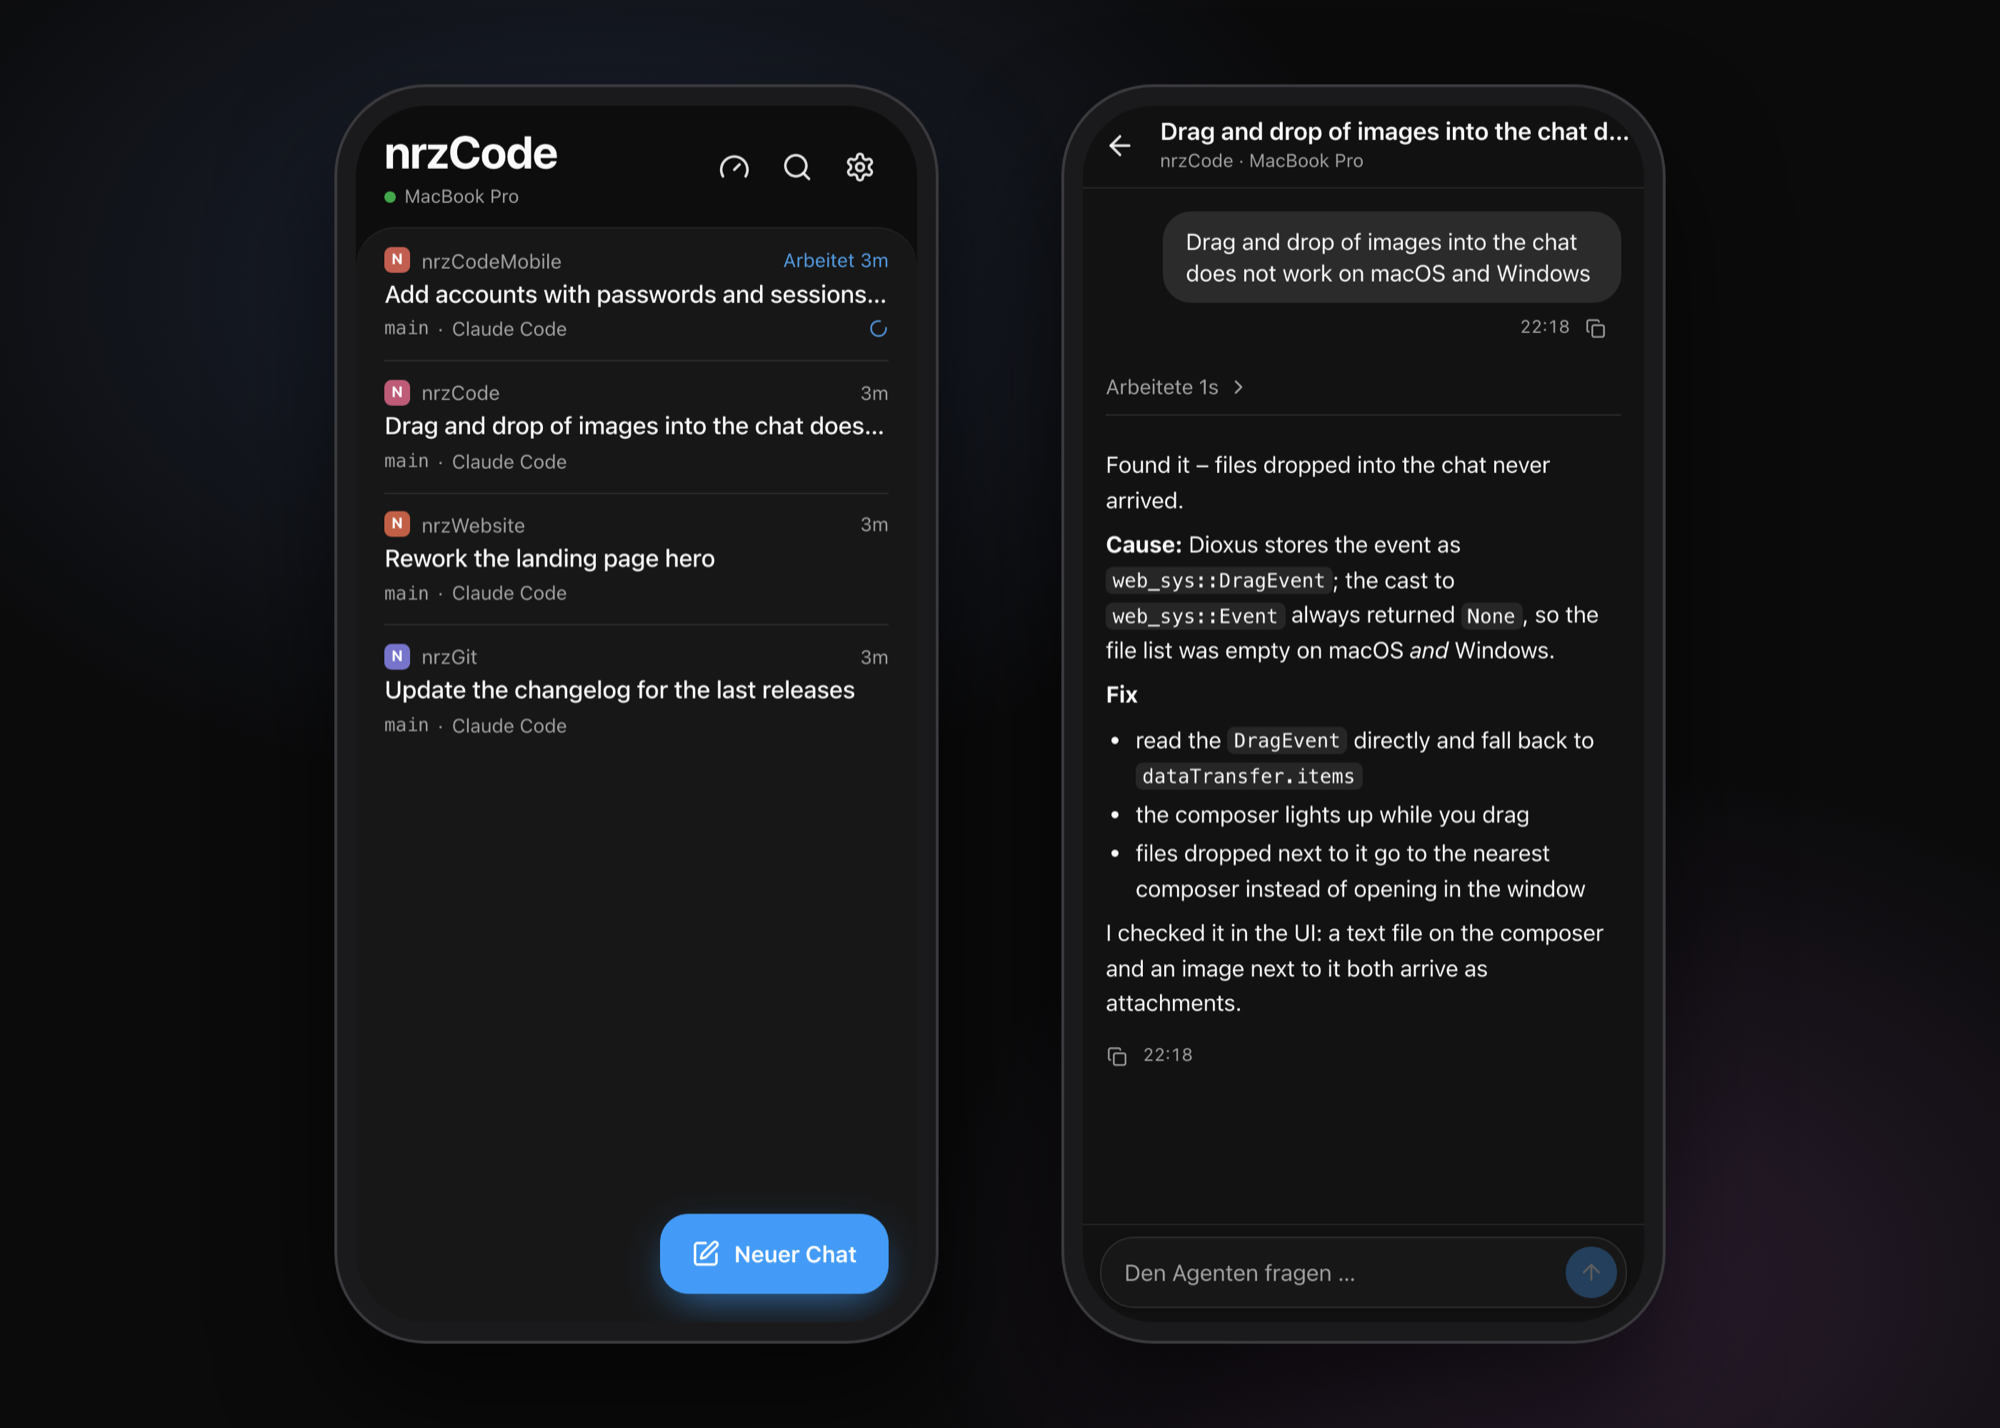 nrzCode
MacBook Pro
N nrzCodeMobile Arbeitet 3m
Add accounts with passwords and sessions...
main · Claude Code
N nrzCode 3m
Drag and drop of images into the chat does...
main · Claude Code
N nrzWebsite 3m
Rework the landing page hero
main · Claude Code
N nrzGit 3m
Update the changelog for the last releases
main · Claude Code
Neuer Chat
Drag and drop of images into the chat d...
nrzCode · MacBook Pro
Drag and drop of images into the chat
does not work on macOS and Windows
22:18
Arbeitete 1s
Found it – files dropped into the chat never
arrived.
Cause: Dioxus stores the event as
web_sys::DragEvent; the cast to
web_sys::Event always returned None, so the
file list was empty on macOS and Windows.
Fix
• read the DragEvent directly and fall back to
dataTransfer.items
• the composer lights up while you drag
• files dropped next to it go to the nearest
composer instead of opening in the window
I checked it in the UI: a text file on the composer
and an image next to it both arrive as
attachments.
22:18
Den Agenten fragen ...